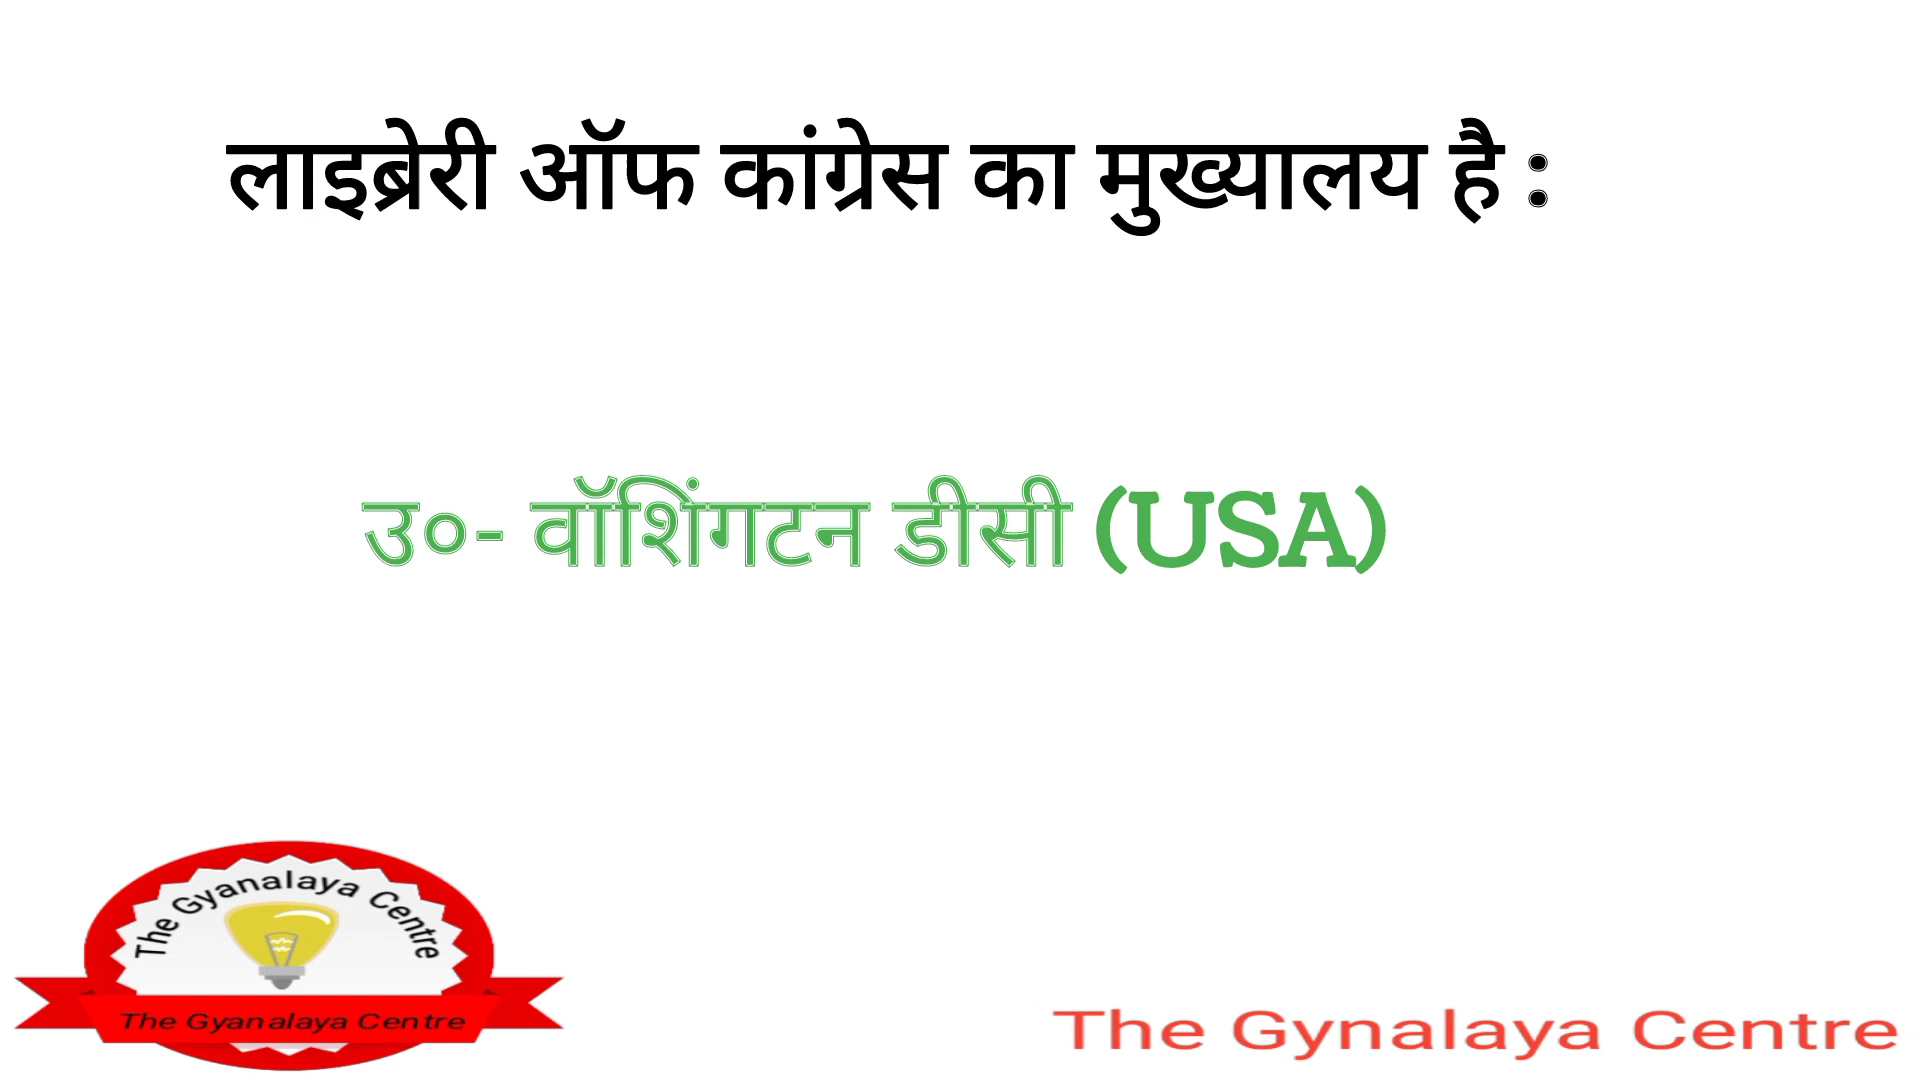 लाइब्रेरी ऑफ कांग्रेस का मुख्यालय है :
उ०- वॉशिंगटन डीसी (USA)
The Gyanalaya Centre
The Gyanalaya Centre
The Gynalaya Centre